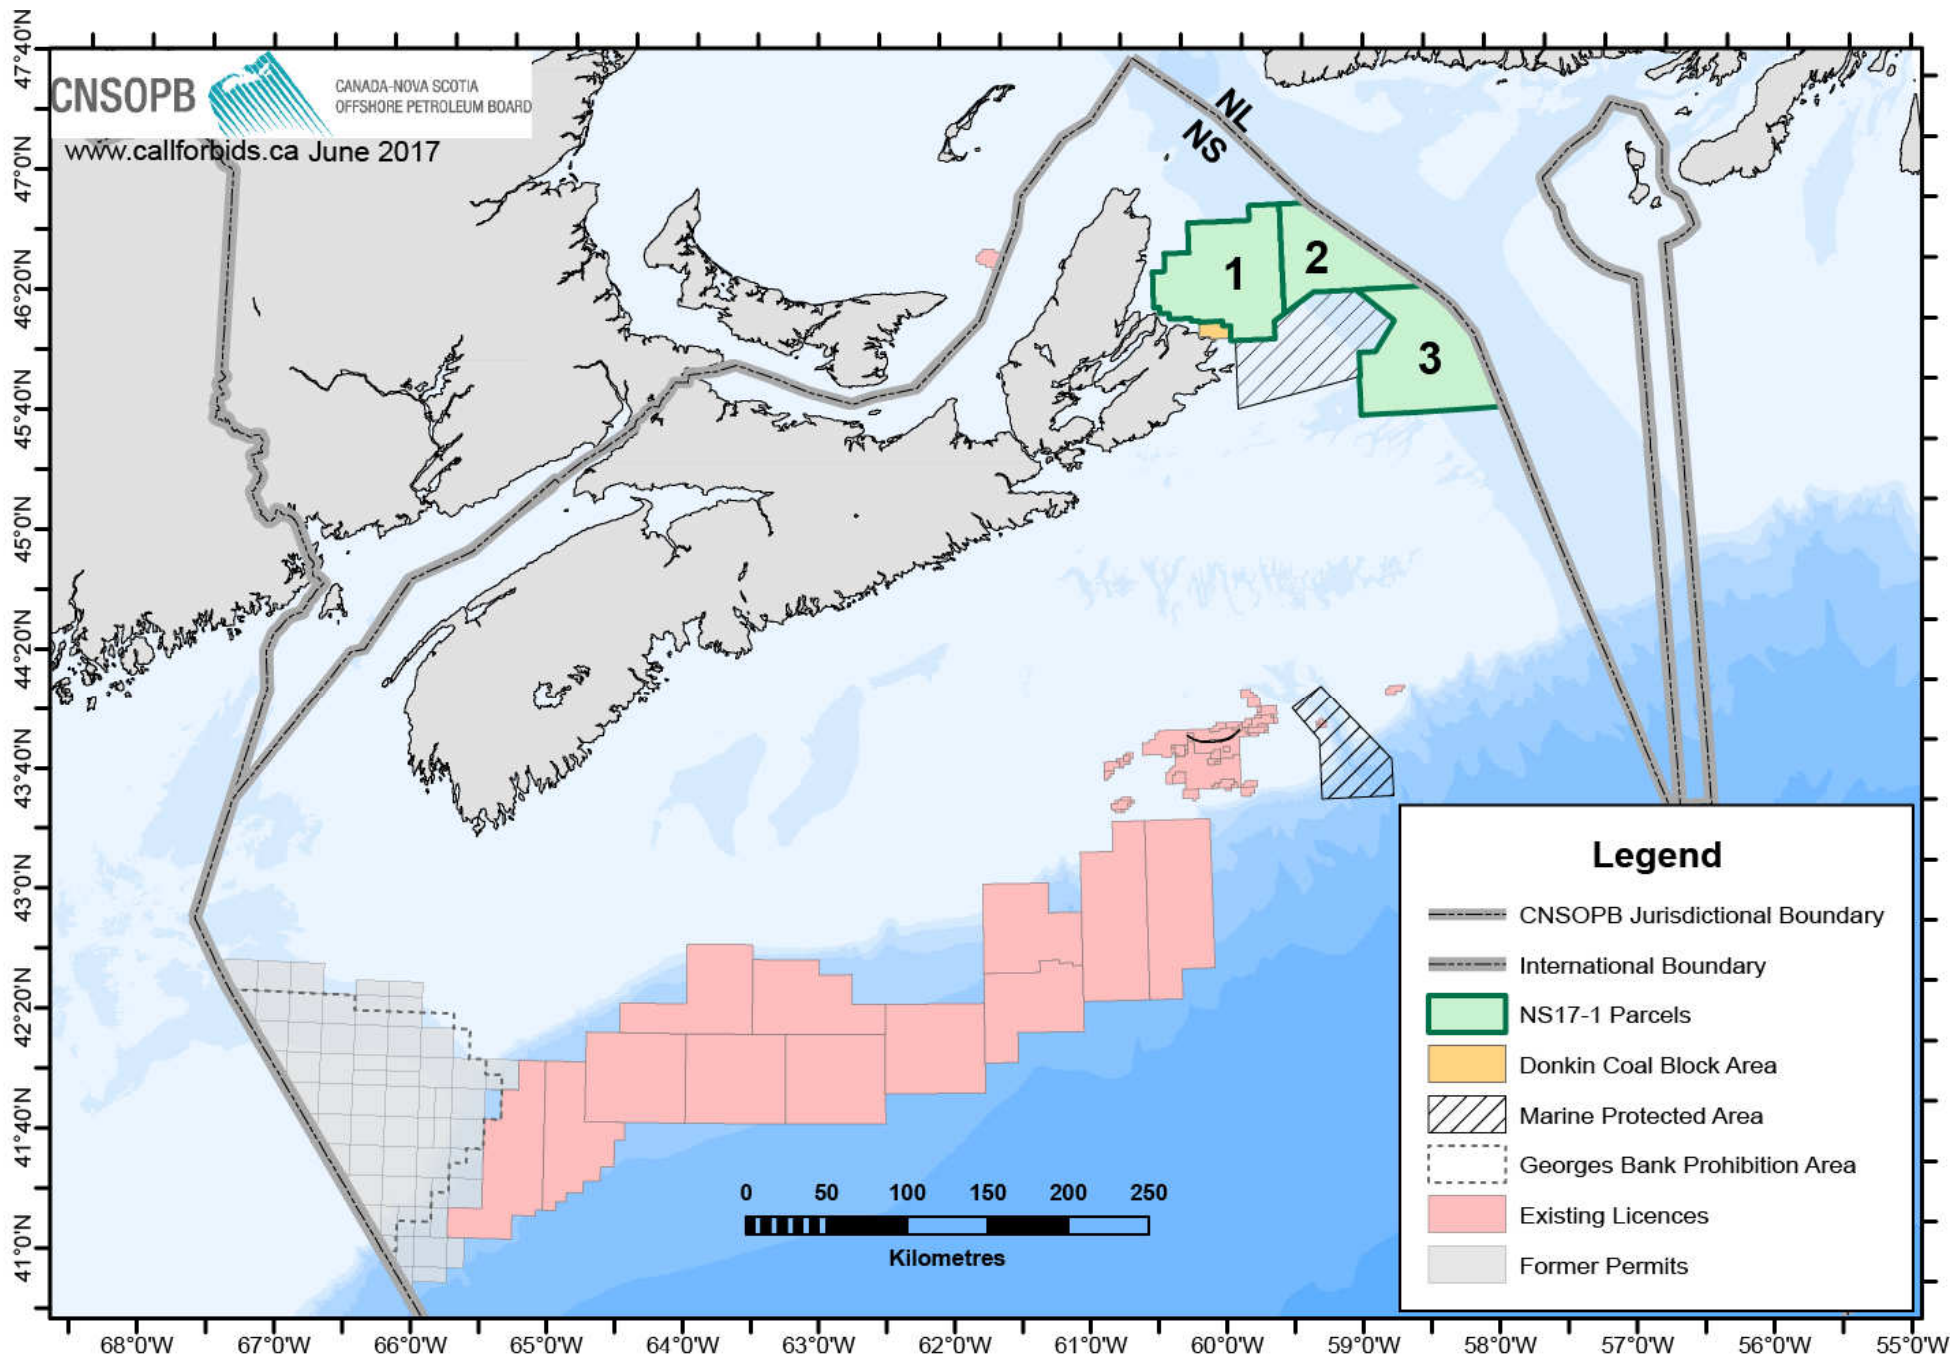 CNSOPB
CANADA-NOVA SCOTIA
OFFSHORE PETROLEUM BOARD
www.callforbids.ca June 2017
NL
NS
1
2
3
47°40'N
47°0'N
46°20'N
45°40'N
45°0'N
44°20'N
43°40'N
43°0'N
42°20'N
41°40'N
41°0'N
0 50 100 150 200 250
Kilometres
Legend
CNSOPB Jurisdictional Boundary
International Boundary
NS17-1 Parcels
Donkin Coal Block Area
Marine Protected Area
Georges Bank Prohibition Area
Existing Licences
Former Permits
68°0'W 67°0'W 66°0'W 65°0'W 64°0'W 63°0'W 62°0'W 61°0'W 60°0'W 59°0'W 58°0'W 57°0'W 56°0'W 55°0'W